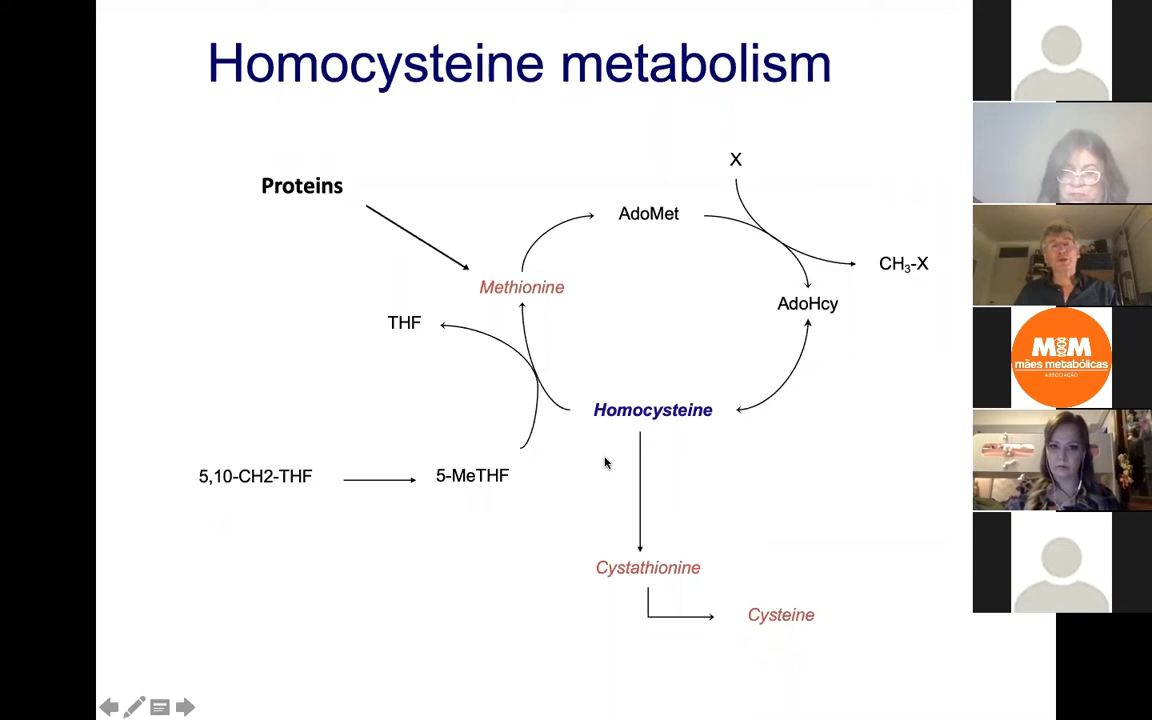 Homocysteine metabolism
X
Proteins
AdoMet
CH₃-X
Methionine
AdoHcy
THF
Homocysteine
5,10-CH2-THF
5-MeTHF
Cystathionine
Cysteine
MM
mães metabólicas
ASSOCIAÇÃO